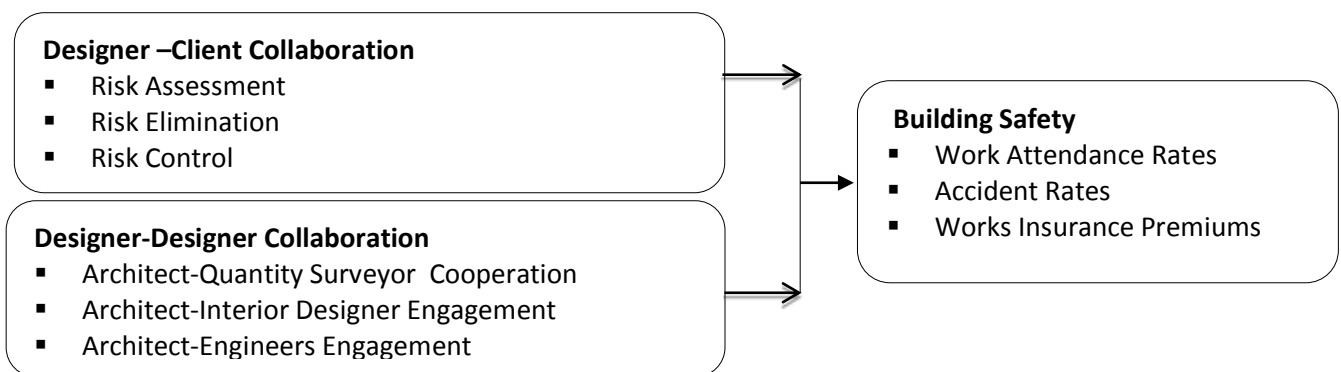 Designer –Client Collaboration
▪ Risk Assessment
▪ Risk Elimination
▪ Risk Control
Designer-Designer Collaboration
▪ Architect-Quantity Surveyor Cooperation
▪ Architect-Interior Designer Engagement
▪ Architect-Engineers Engagement
Building Safety
▪ Work Attendance Rates
▪ Accident Rates
▪ Works Insurance Premiums